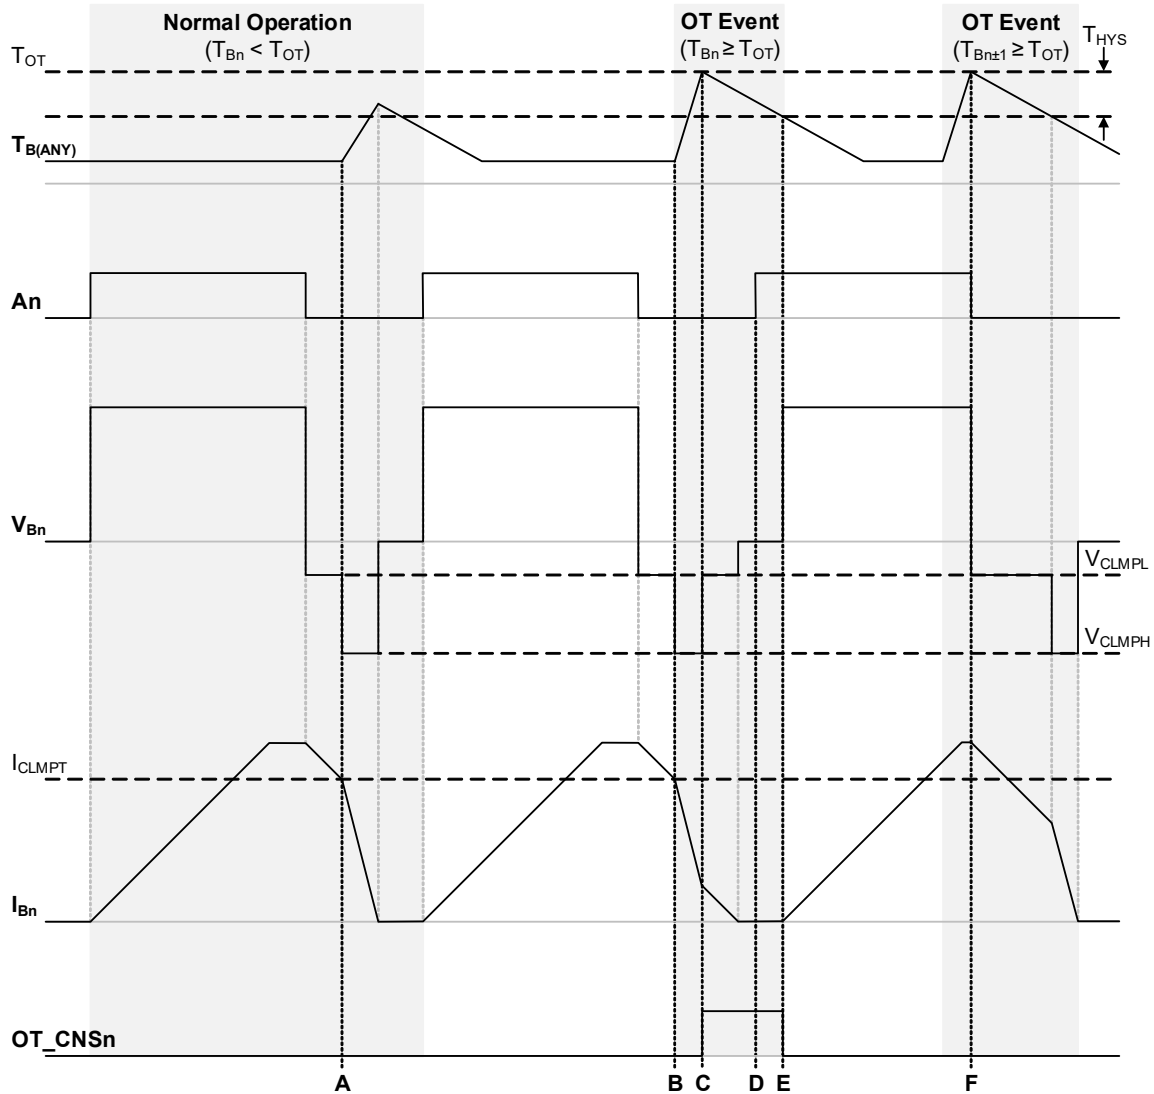 Normal Operation
(TBn < TOT)
OT Event
(TBn ≥ TOT)
OT Event
(TBn±1 ≥ TOT)
THYS
TOT
TB(ANY)
An
VBn
VCLMPL
VCLMPH
ICLMPT
IBn
OT_CNSn
A B C D E F